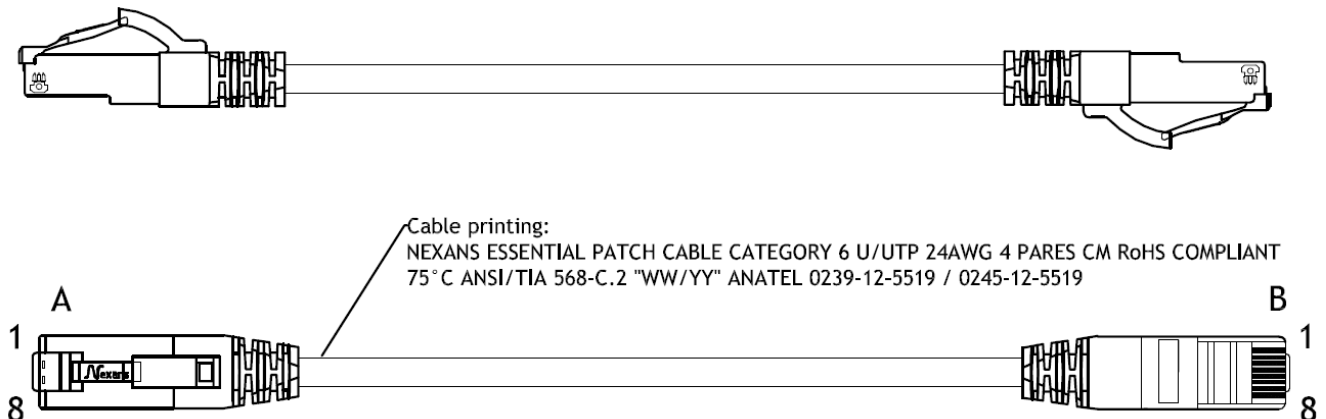 Cable printing:
NEXANS ESSENTIAL PATCH CABLE CATEGORY 6 U/UTP 24AWG 4 PARES CM RoHS COMPLIANT
75°C ANSI/TIA 568-C.2 "WW/YY" ANATEL 0239-12-5519 / 0245-12-5519
A
B
1
1
Nexans
8
8